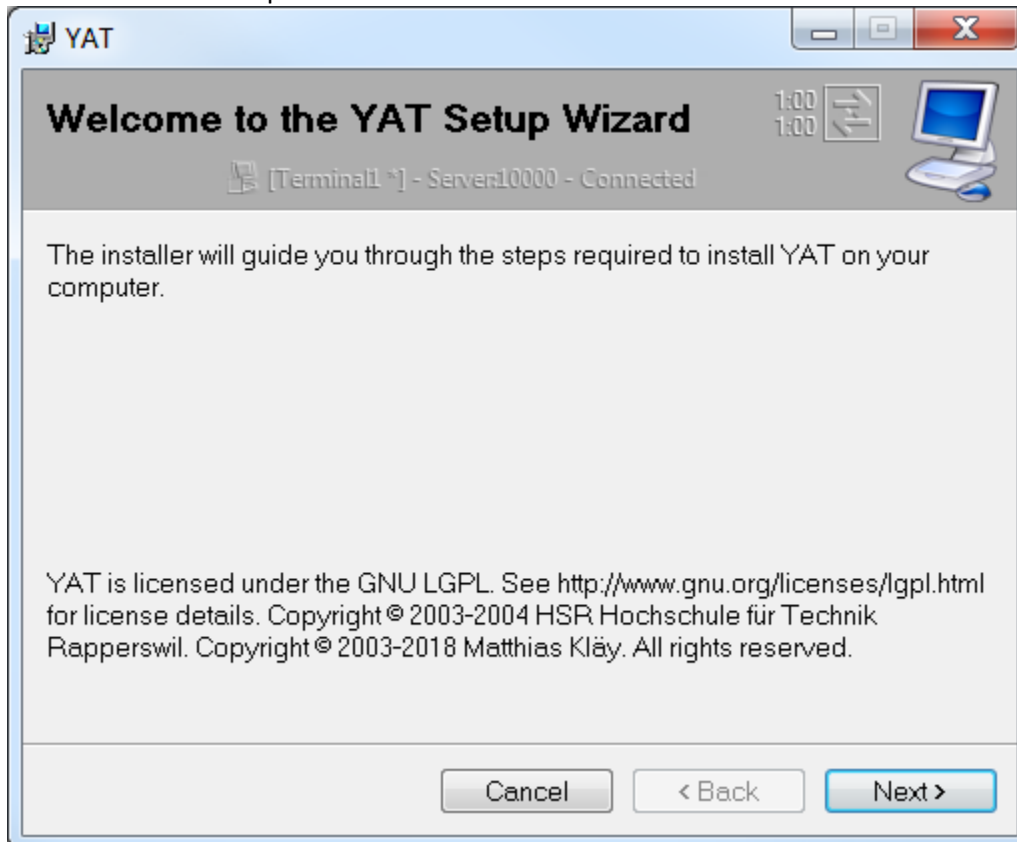 YAT
Welcome to the YAT Setup Wizard
1:00
1:00
[Terminal1 *] - Server:10000 - Connected
The installer will guide you through the steps required to install YAT on your
computer.
YAT is licensed under the GNU LGPL. See http://www.gnu.org/licenses/lgpl.html
for license details. Copyright © 2003-2004 HSR Hochschule für Technik
Rapperswil. Copyright © 2003-2018 Matthias Kläy. All rights reserved.
Cancel
< Back
Next >